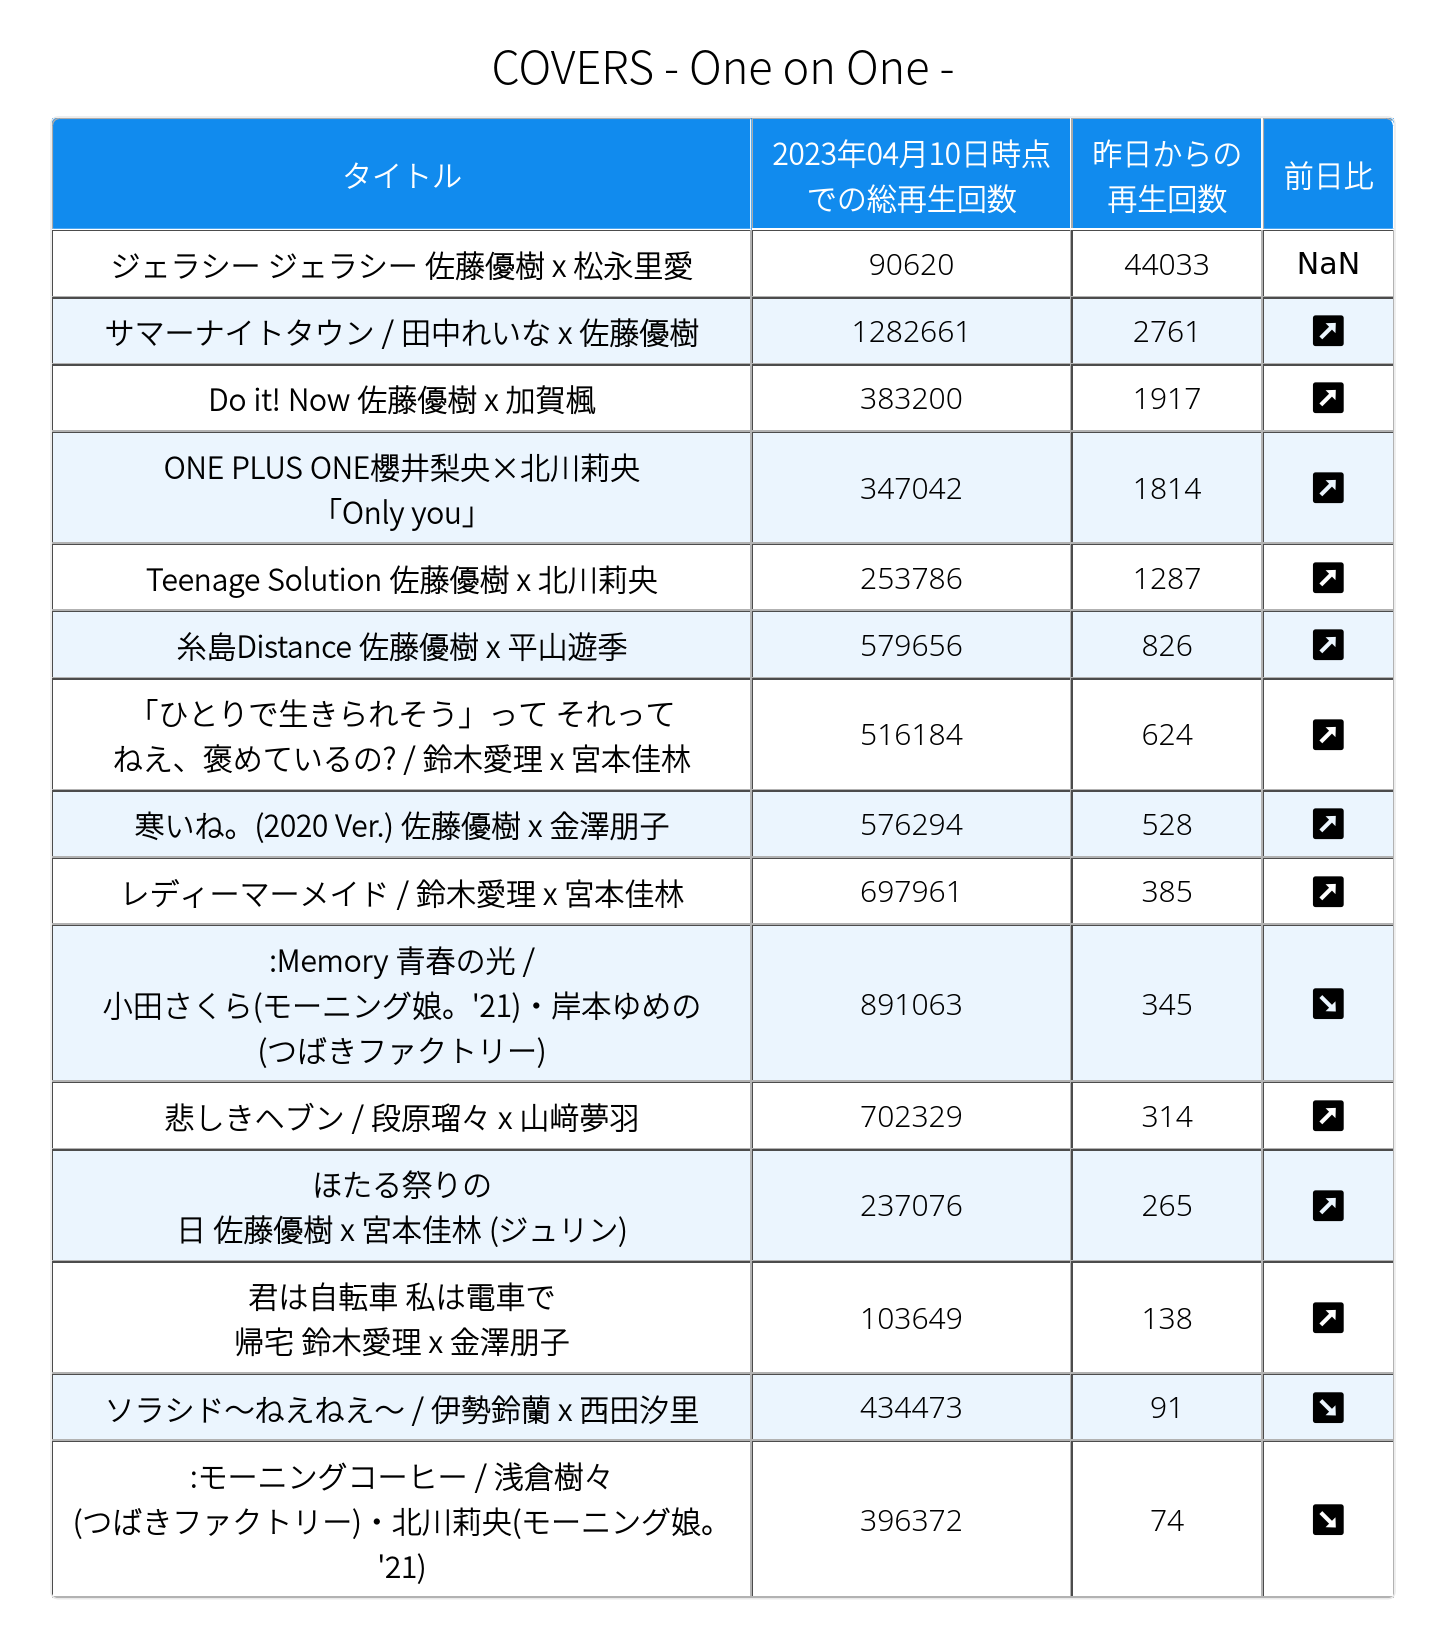 COVERS - One on One -
タイトル
2023年04月10日時点
での総再生回数
昨日からの
再生回数
前日比
ジェラシー ジェラシー 佐藤優樹 x 松永里愛
90620
44033
NaN
サマーナイトタウン / 田中れいな x 佐藤優樹
1282661
2761
Do it! Now 佐藤優樹 x 加賀楓
383200
1917
ONE PLUS ONE櫻井梨央×北川莉央
「Only you」
347042
1814
Teenage Solution 佐藤優樹 x 北川莉央
253786
1287
糸島Distance 佐藤優樹 x 平山遊季
579656
826
「ひとりで生きられそう」って それって
ねえ、褒めているの? / 鈴木愛理 x 宮本佳林
516184
624
寒いね。(2020 Ver.) 佐藤優樹 x 金澤朋子
576294
528
レディーマーメイド / 鈴木愛理 x 宮本佳林
697961
385
:Memory 青春の光 /
小田さくら(モーニング娘。'21)・岸本ゆめの
(つばきファクトリー)
891063
345
悲しきヘブン / 段原瑠々 x 山﨑夢羽
702329
314
ほたる祭りの
日 佐藤優樹 x 宮本佳林 (ジュリン)
237076
265
君は自転車 私は電車で
帰宅 鈴木愛理 x 金澤朋子
103649
138
ソラシド〜ねえねえ〜 / 伊勢鈴蘭 x 西田汐里
434473
91
:モーニングコーヒー / 浅倉樹々
(つばきファクトリー)・北川莉央(モーニング娘。
'21)
396372
74